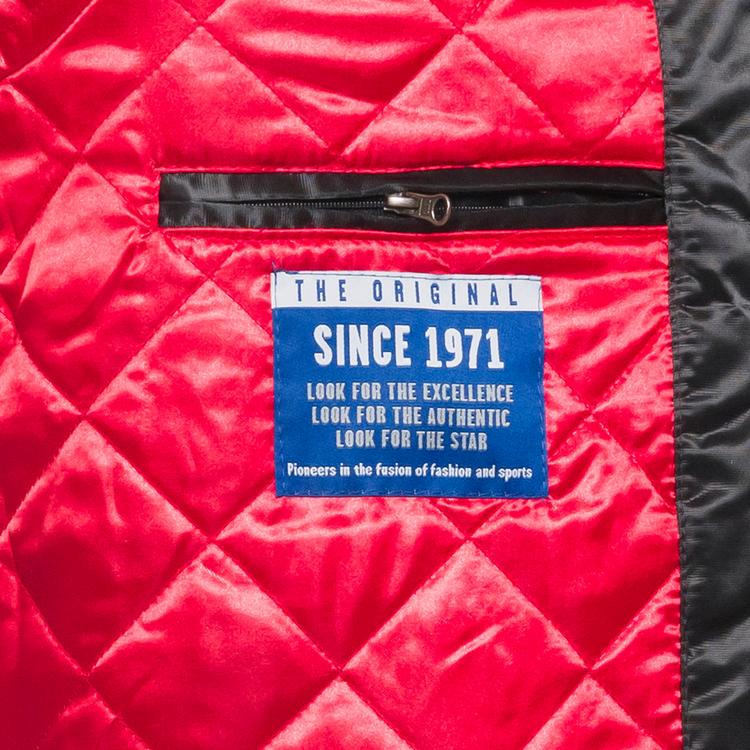 THE ORIGINAL
SINCE 1971
LOOK FOR THE EXCELLENCE
LOOK FOR THE AUTHENTIC
LOOK FOR THE STAR
Pioneers in the fusion of fashion and sports